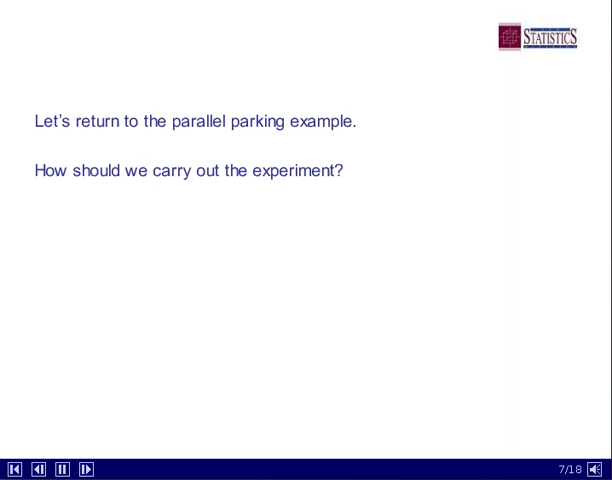 STATISTICS
Let's return to the parallel parking example.
How should we carry out the experiment?
7/18